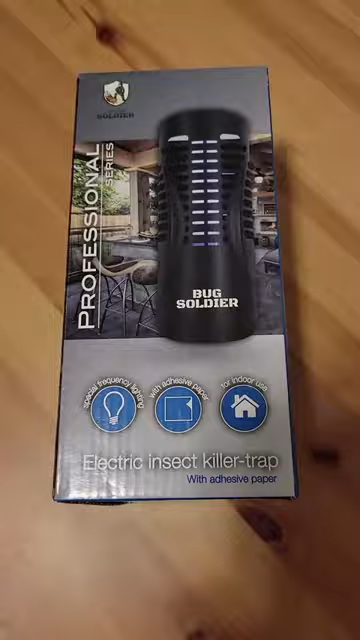 SOLDIER
PROFESSIONAL
SERIES
BUG
SOLDIER
special frequency lighting
with adhesive paper
for indoor use
Electric insect killer-trap
With adhesive paper